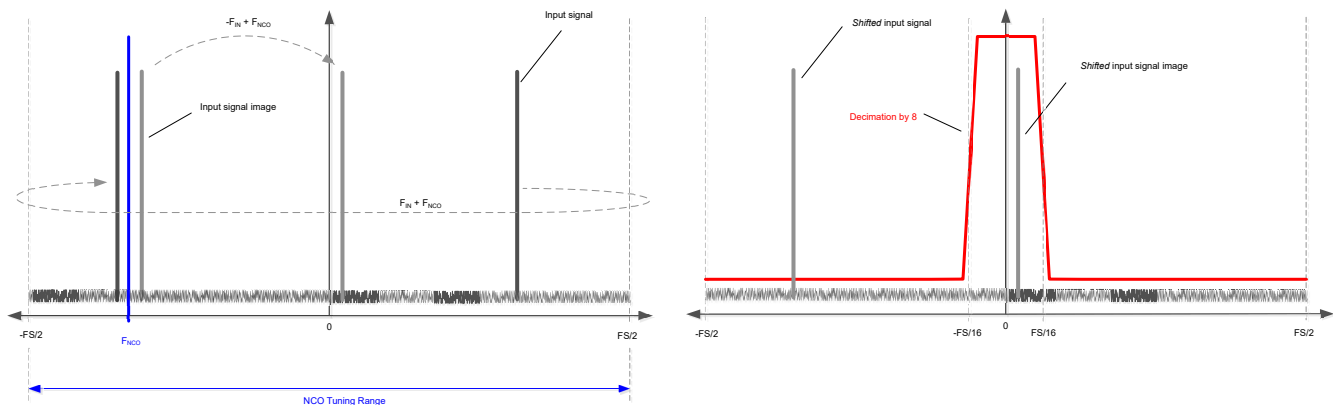 Input signal
-FIN + FNCO
Input signal image
FIN + FNCO
-FS/2
0
FS/2
FNCO
NCO Tuning Range
Shifted input signal
Shifted input signal image
Decimation by 8
-FS/2
-FS/16
0
FS/16
FS/2